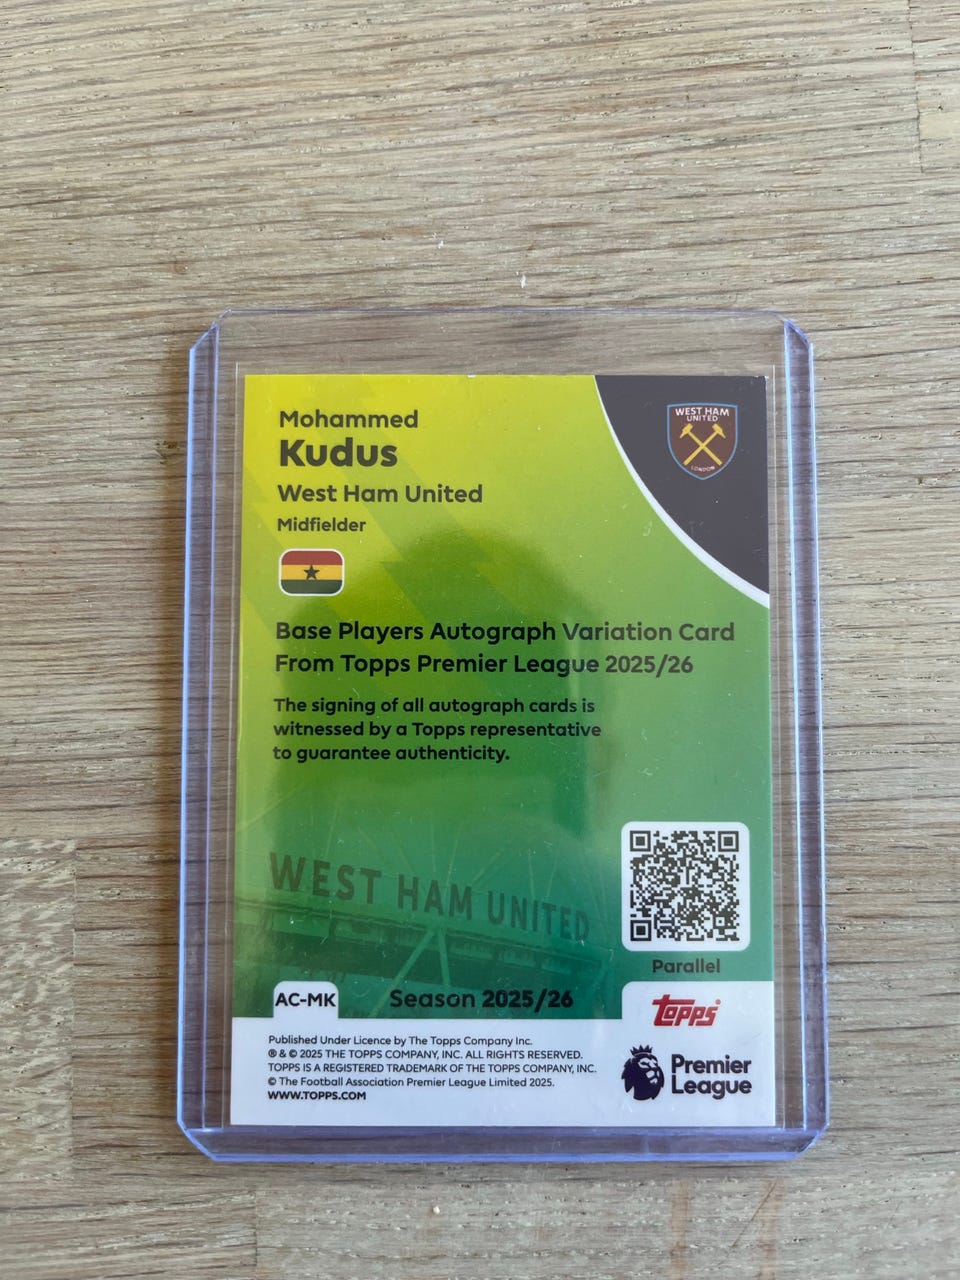 Mohammed
Kudus
West Ham United
Midfielder
WEST HAM
UNITED
LONDON
Base Players Autograph Variation Card
From Topps Premier League 2025/26
The signing of all autograph cards is
witnessed by a Topps representative
to guarantee authenticity.
WEST HAM UNITED
Parallel
AC-MK
Season 2025/26
Topps
Published Under Licence by The Topps Company Inc.
® & © 2025 THE TOPPS COMPANY, INC. ALL RIGHTS RESERVED.
TOPPS IS A REGISTERED TRADEMARK OF THE TOPPS COMPANY, INC.
© The Football Association Premier League Limited 2025.
WWW.TOPPS.COM
Premier
League